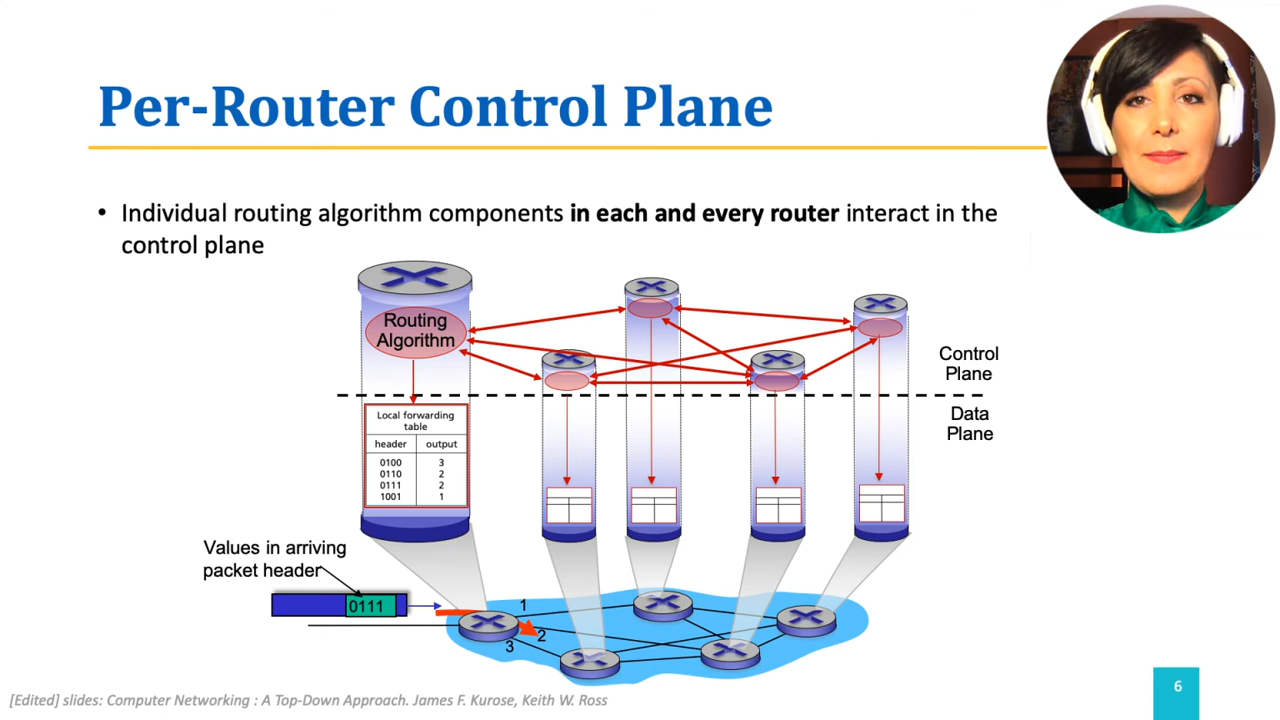 Per-Router Control Plane
• Individual routing algorithm components in each and every router interact in the
control plane
Routing
Algorithm
Control
Plane
Data
Plane
Local forwarding
table
header output
0100 3
0110 2
0111 2
1001 1
Values in arriving
packet header
0111
1
2
3
[Edited] slides: Computer Networking : A Top-Down Approach. James F. Kurose, Keith W. Ross
6